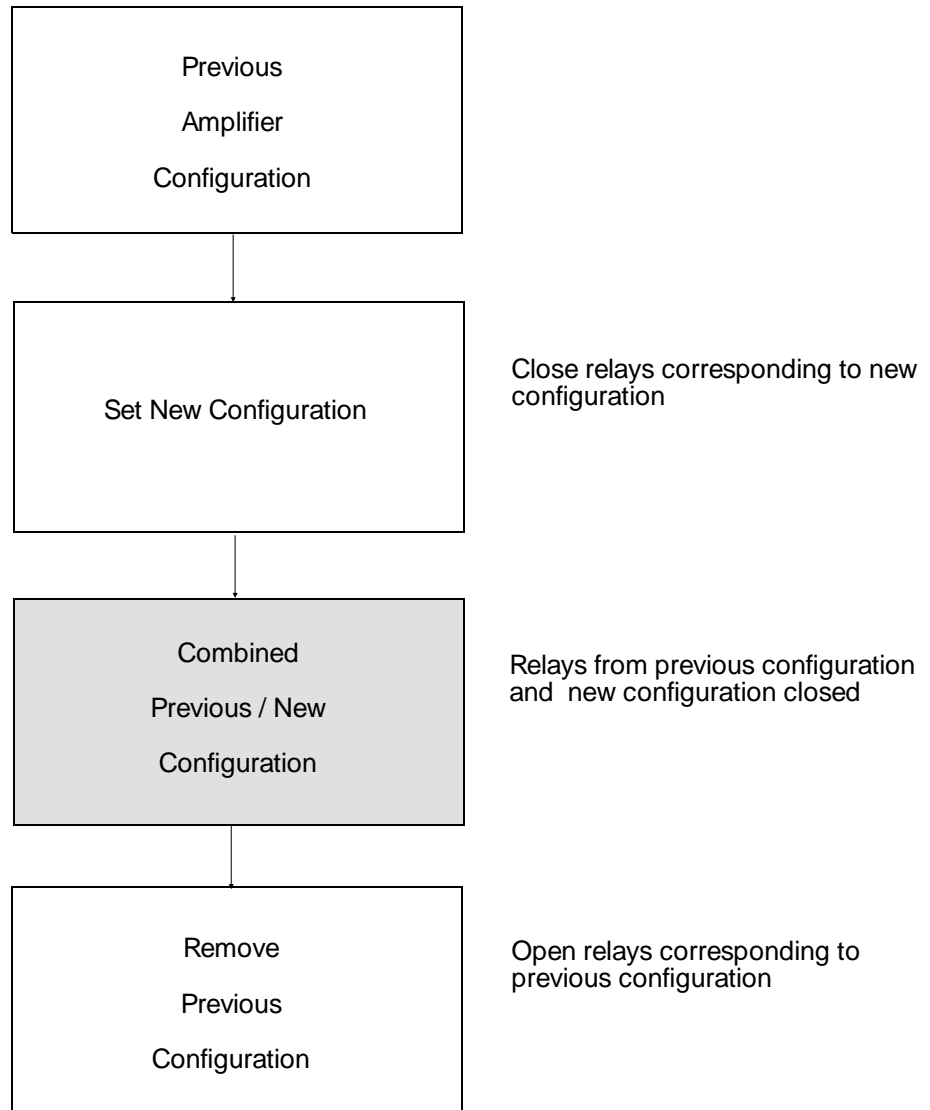 Previous
Amplifier
Configuration
Set New Configuration
Close relays corresponding to new
configuration
Combined
Previous / New
Configuration
Relays from previous configuration
and  new configuration closed
Remove
Previous
Configuration
Open relays corresponding to
previous configuration